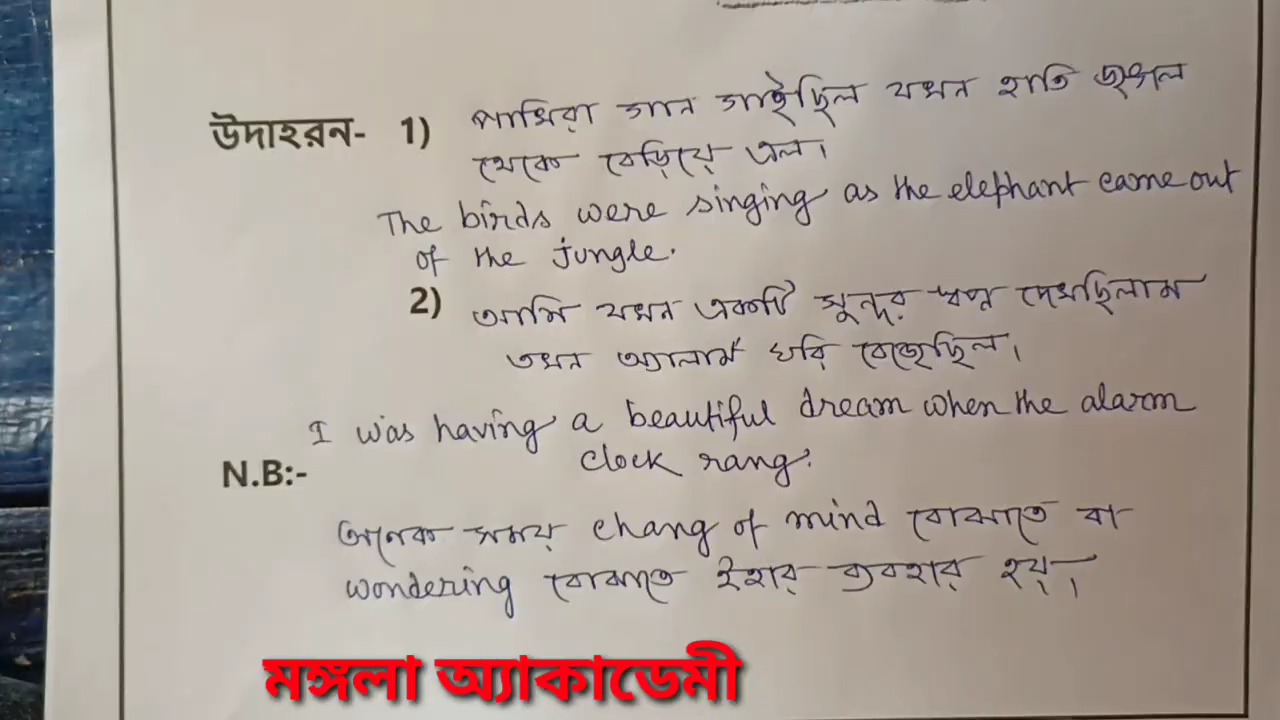 উদাহরন- 1) পাখিরা গান গাইছিল যখন হাতি জঙ্গল
থেকে বেড়িয়ে এল।
The birds were singing as the elephant came out
of the jungle.
2) আমি যখন একটি সুন্দর স্বপ্ন দেখছিলাম
তখন অ্যালার্ম ঘরি বেজেছিল।
I was having a beautiful dream when the alarm
clock rang.
N.B:-
অনেক সময় chang of mind বোঝাতে বা
wondering বোঝাতে ইহার ব্যবহার হয়।
মঙ্গলা অ্যাকাডেমী